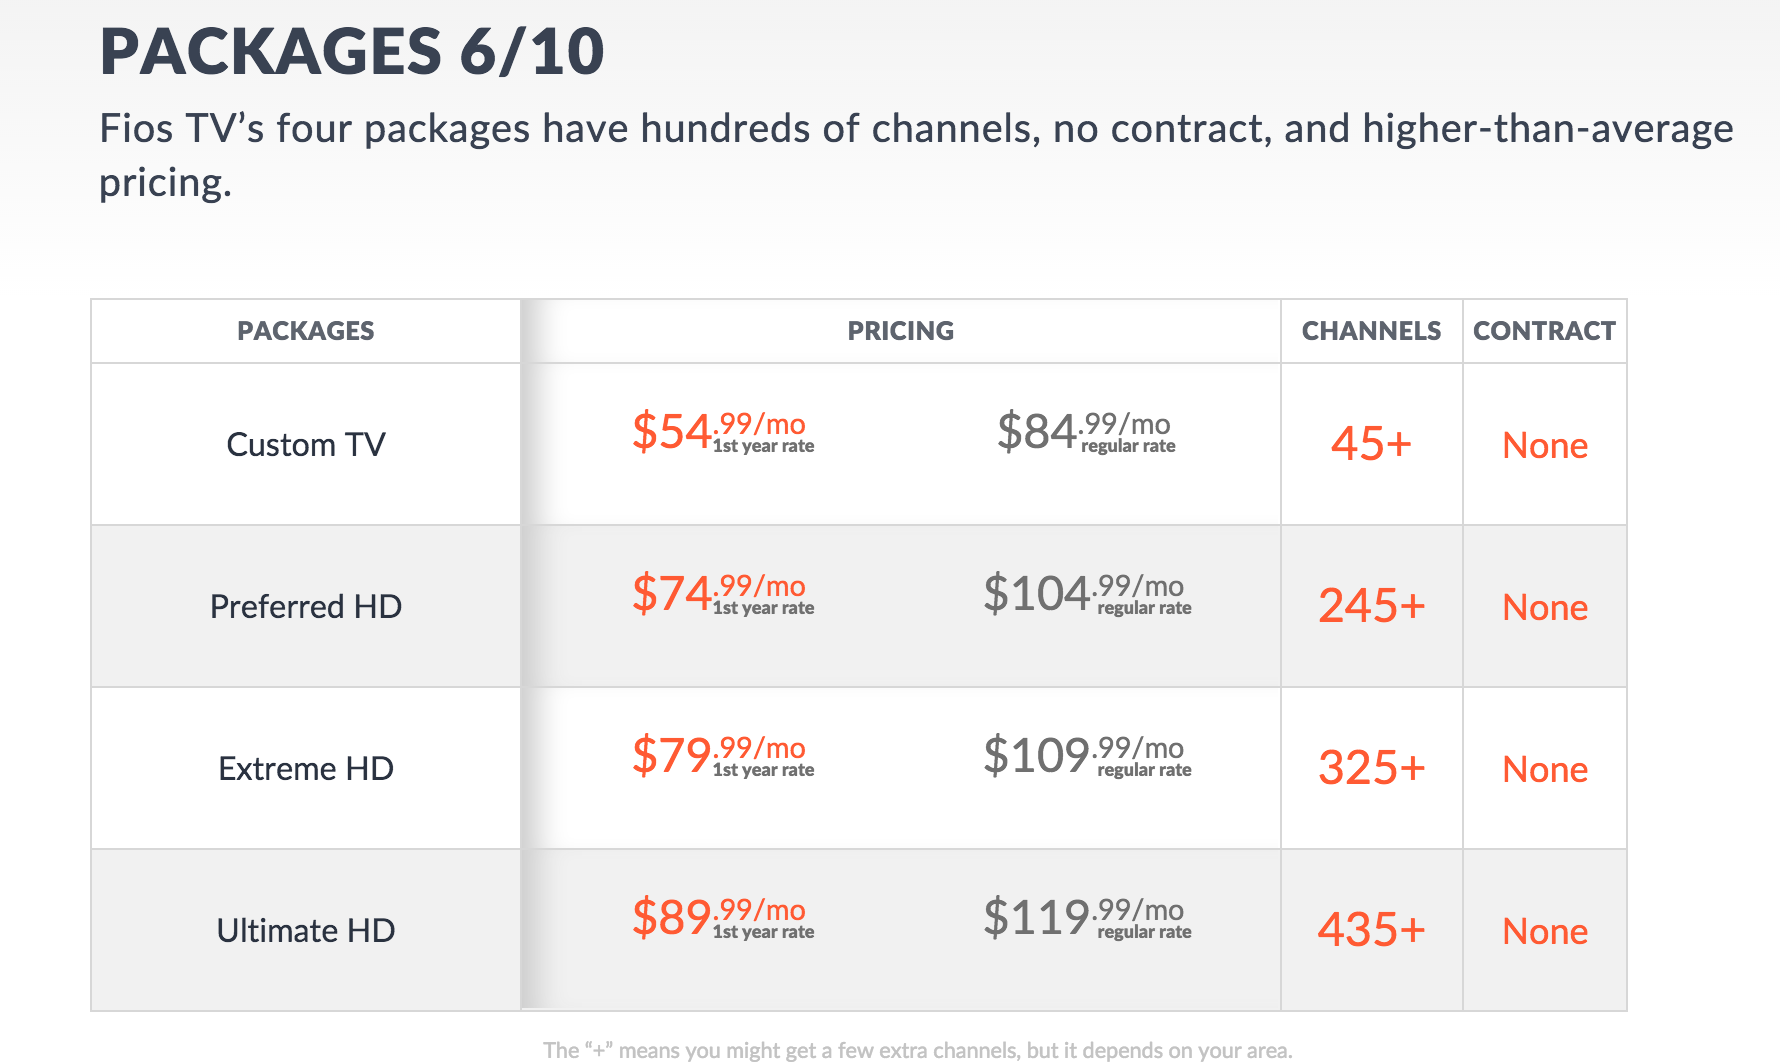 PACKAGES 6/10
Fios TV’s four packages have hundreds of channels, no contract, and higher-than-average
pricing.
PACKAGES PRICING CHANNELS CONTRACT
Custom TV $54.99/mo 1st year rate $84.99/mo regular rate 45+ None
Preferred HD $74.99/mo 1st year rate $104.99/mo regular rate 245+ None
Extreme HD $79.99/mo 1st year rate $109.99/mo regular rate 325+ None
Ultimate HD $89.99/mo 1st year rate $119.99/mo regular rate 435+ None
The “+” means you might get a few extra channels, but it depends on your area.